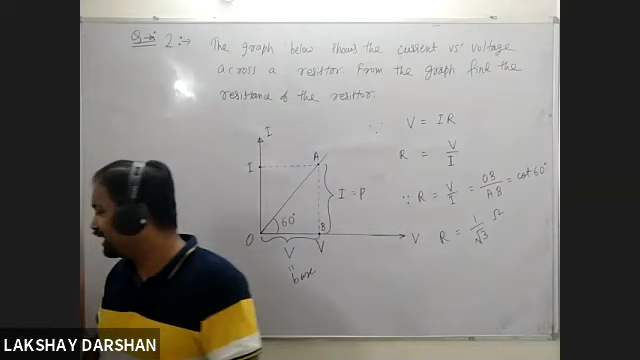 Q.No 2:→ The graph below shows the current vs voltage
across a resistor. From the graph find the
resistance of the resistor.
∵ V = IR
R = V/I
∵ R = V/I = OB/AB = cot 60°
R = 1/√3 Ω
I
I
A
I = P
60°
O
B
V
V
V
"
base
LAKSHAY DARSHAN